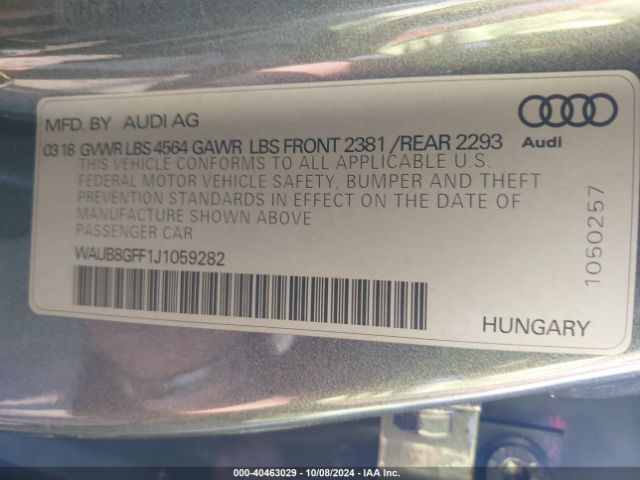 MFD. BY AUDI AG
03 18 GVWR LBS 4564 GAWR LBS FRONT 2381 /REAR 2293
THIS VEHICLE CONFORMS TO ALL APPLICABLE U.S.
FEDERAL MOTOR VEHICLE SAFETY, BUMPER AND THEFT
PREVENTION STANDARDS IN EFFECT ON THE DATE OF
MANUFACTURE SHOWN ABOVE
PASSENGER CAR
WAUB8GFF1J1059282
Audi
1050257
HUNGARY
000-40463029 - 10/08/2024 - IAA Inc.